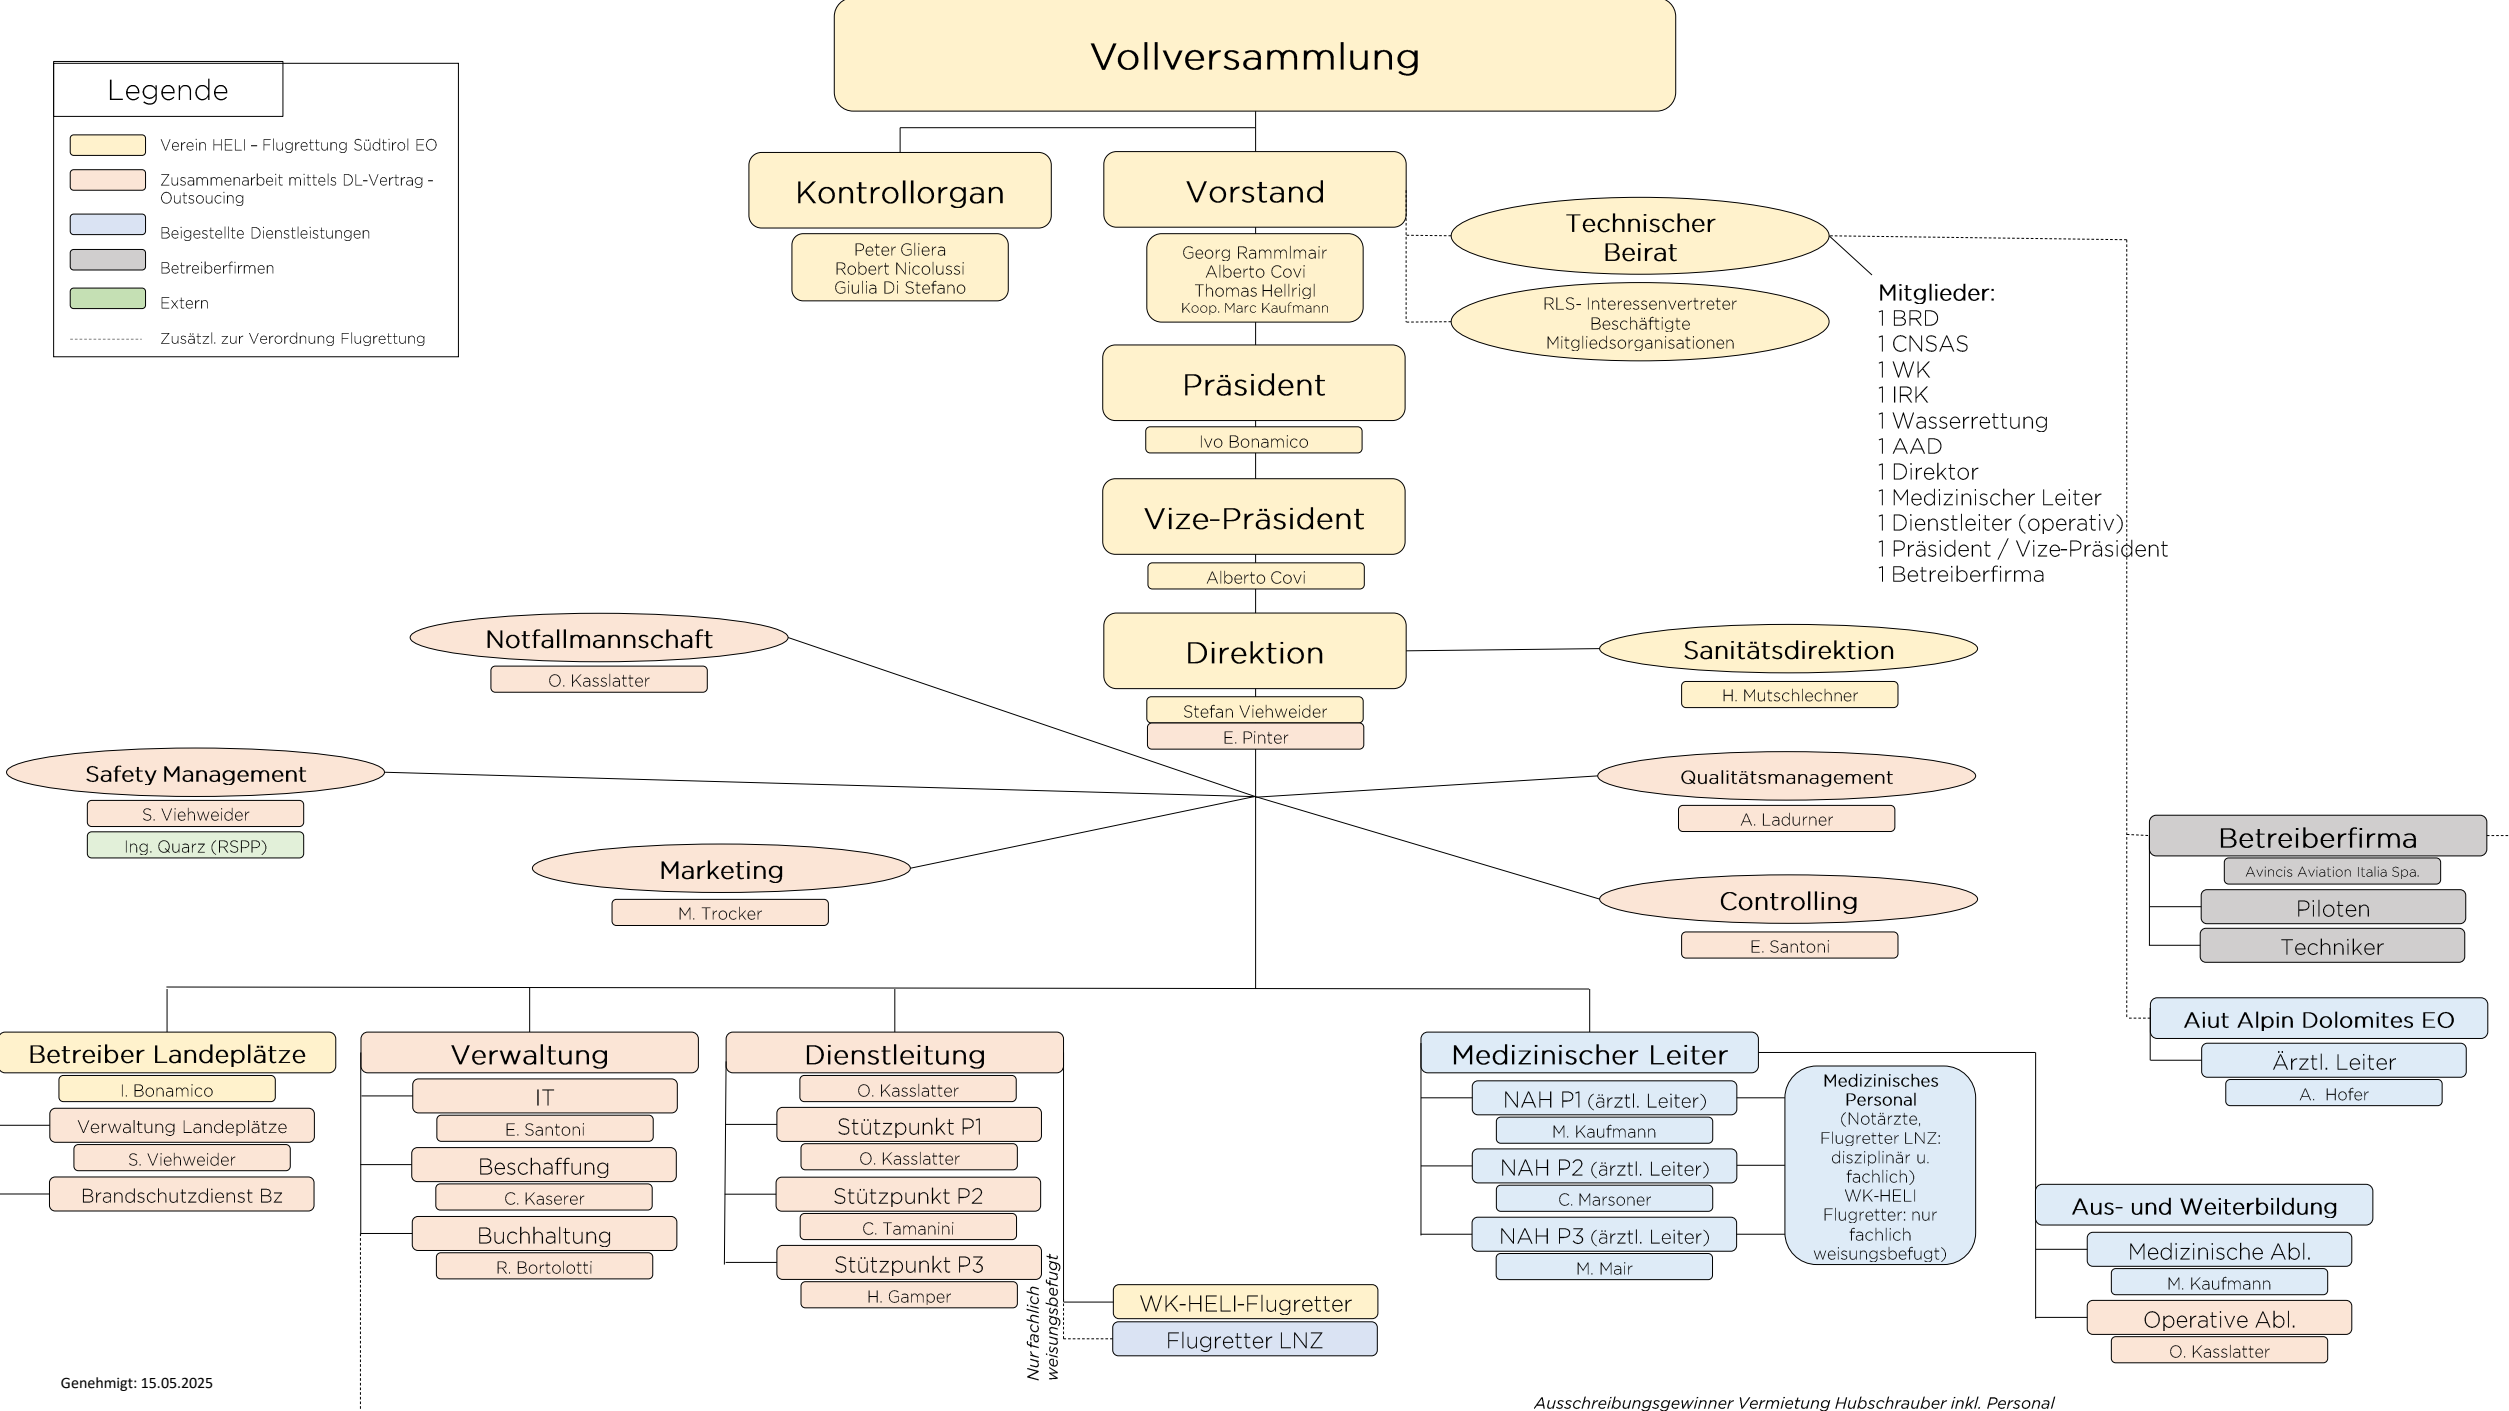 Vollversammlung
Legende
Verein HELI – Flugrettung Südtirol EO
Zusammenarbeit mittels DL-Vertrag -
Outsoucing
Beigestellte Dienstleistungen
Betreiberfirmen
Extern
Zusätzl. zur Verordnung Flugrettung
Kontrollorgan
Peter Gliera
Robert Nicolussi
Giulia Di Stefano
Vorstand
Georg Rammlmair
Alberto Covi
Thomas Hellrigl
Koop. Marc Kaufmann
Technischer
Beirat
RLS- Interessenvertreter
Beschäftigte
Mitgliedsorganisationen
Mitglieder:
1 BRD
1 CNSAS
1 WK
1 IRK
1 Wasserrettung
1 AAD
1 Direktor
1 Medizinischer Leiter
1 Dienstleiter (operativ)
1 Präsident / Vize-Präsident
1 Betreiberfirma
Präsident
Ivo Bonamico
Vize-Präsident
Alberto Covi
Direktion
Stefan Viehweider
E. Pinter
Notfallmannschaft
O. Kasslatter
Sanitätsdirektion
H. Mutschlechner
Safety Management
S. Viehweider
Ing. Quarz (RSPP)
Qualitätsmanagement
A. Ladurner
Marketing
M. Trocker
Controlling
E. Santoni
Betreiberfirma
Avincis Aviation Italia Spa.
Piloten
Techniker
Aiut Alpin Dolomites EO
Ärztl. Leiter
A. Hofer
Betreiber Landeplätze
I. Bonamico
Verwaltung Landeplätze
S. Viehweider
Brandschutzdienst Bz
Verwaltung
IT
E. Santoni
Beschaffung
C. Kaserer
Buchhaltung
R. Bortolotti
Dienstleitung
O. Kasslatter
Stützpunkt P1
O. Kasslatter
Stützpunkt P2
C. Tamanini
Stützpunkt P3
H. Gamper
Nur fachlich
weisungsbefugt
WK-HELI-Flugretter
Flugretter LNZ
Medizinischer Leiter
NAH P1 (ärztl. Leiter)
M. Kaufmann
NAH P2 (ärztl. Leiter)
C. Marsoner
NAH P3 (ärztl. Leiter)
M. Mair
Medizinisches
Personal
(Notärzte,
Flugretter LNZ:
disziplinär u.
fachlich)
WK-HELI
Flugretter: nur
fachlich
weisungsbefugt)
Aus- und Weiterbildung
Medizinische Abl.
M. Kaufmann
Operative Abl.
O. Kasslatter
Genehmigt: 15.05.2025
Ausschreibungsgewinner Vermietung Hubschrauber inkl. Personal